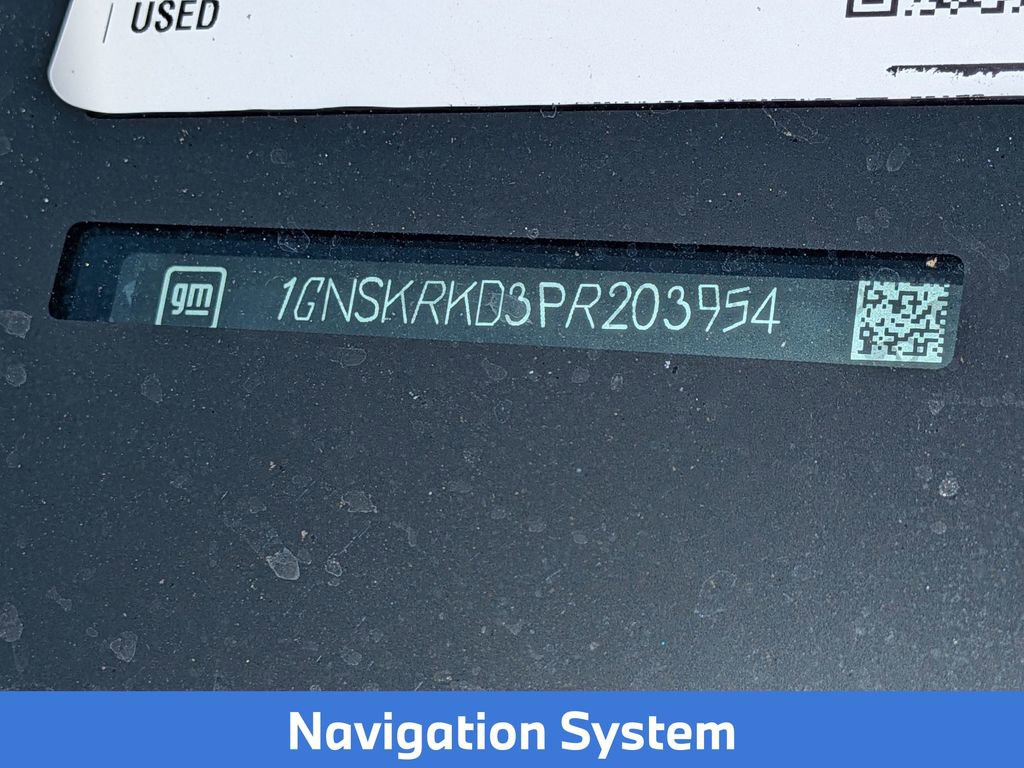 USED
gm 1GNSKRKD3PR203954
Navigation System